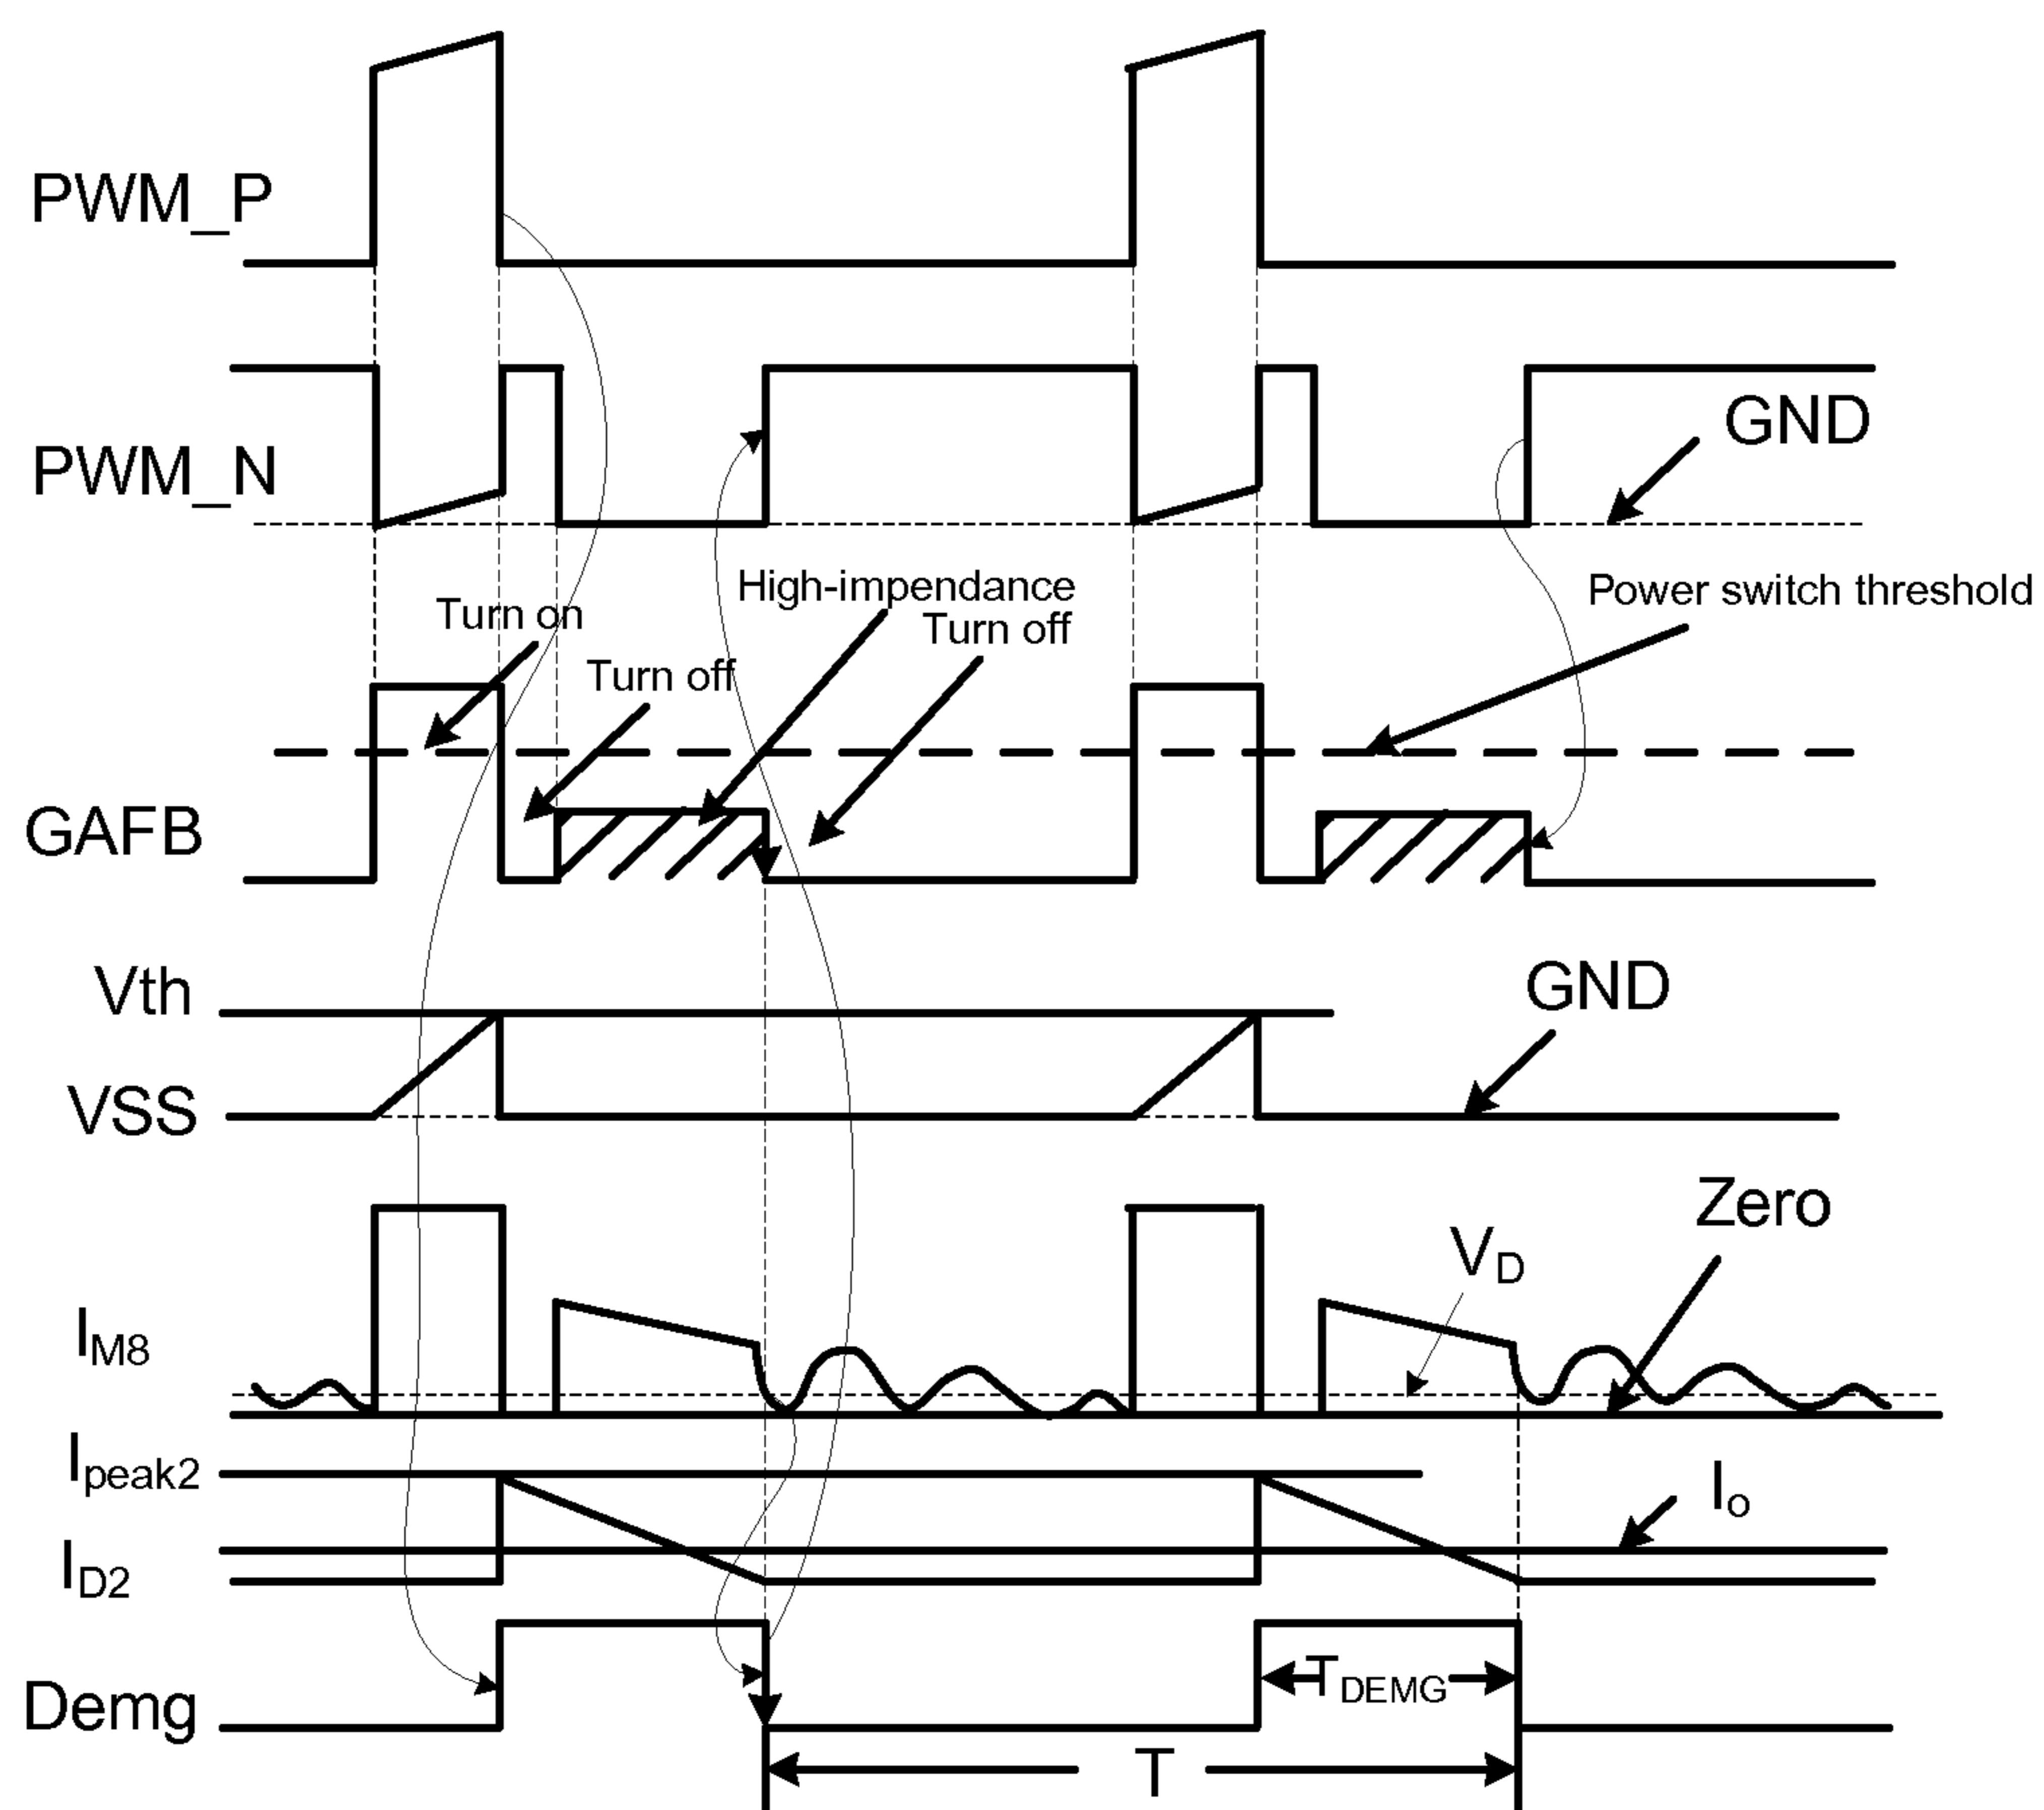 PWM_P
GND
PWM_N
High-impendance
Power switch threshold
Turn on
Turn off
Turn off
GAFB
Vth
GND
VSS
Zero
VD
IM8
Ipeak2
Io
ID2
TDEMG
Demg
T